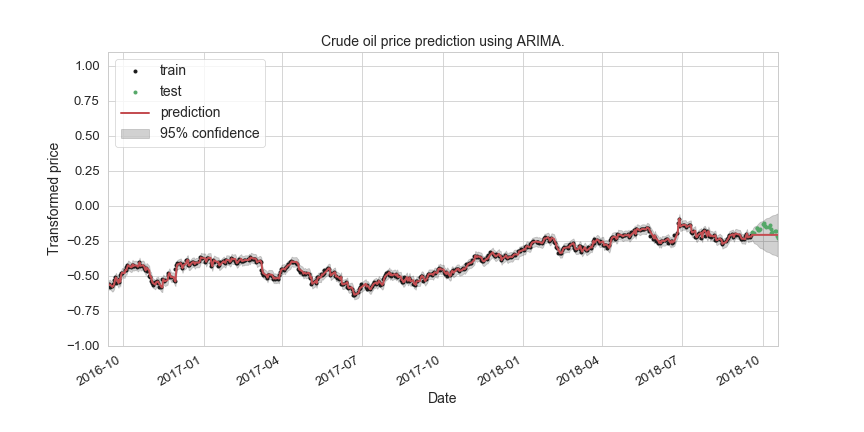 Crude oil price prediction using ARIMA.
train
test
prediction
95% confidence
1.00
0.75
0.50
0.25
0.00
−0.25
−0.50
−0.75
−1.00
Transformed price
2016-10
2017-01
2017-04
2017-07
2017-10
2018-01
2018-04
2018-07
2018-10
Date